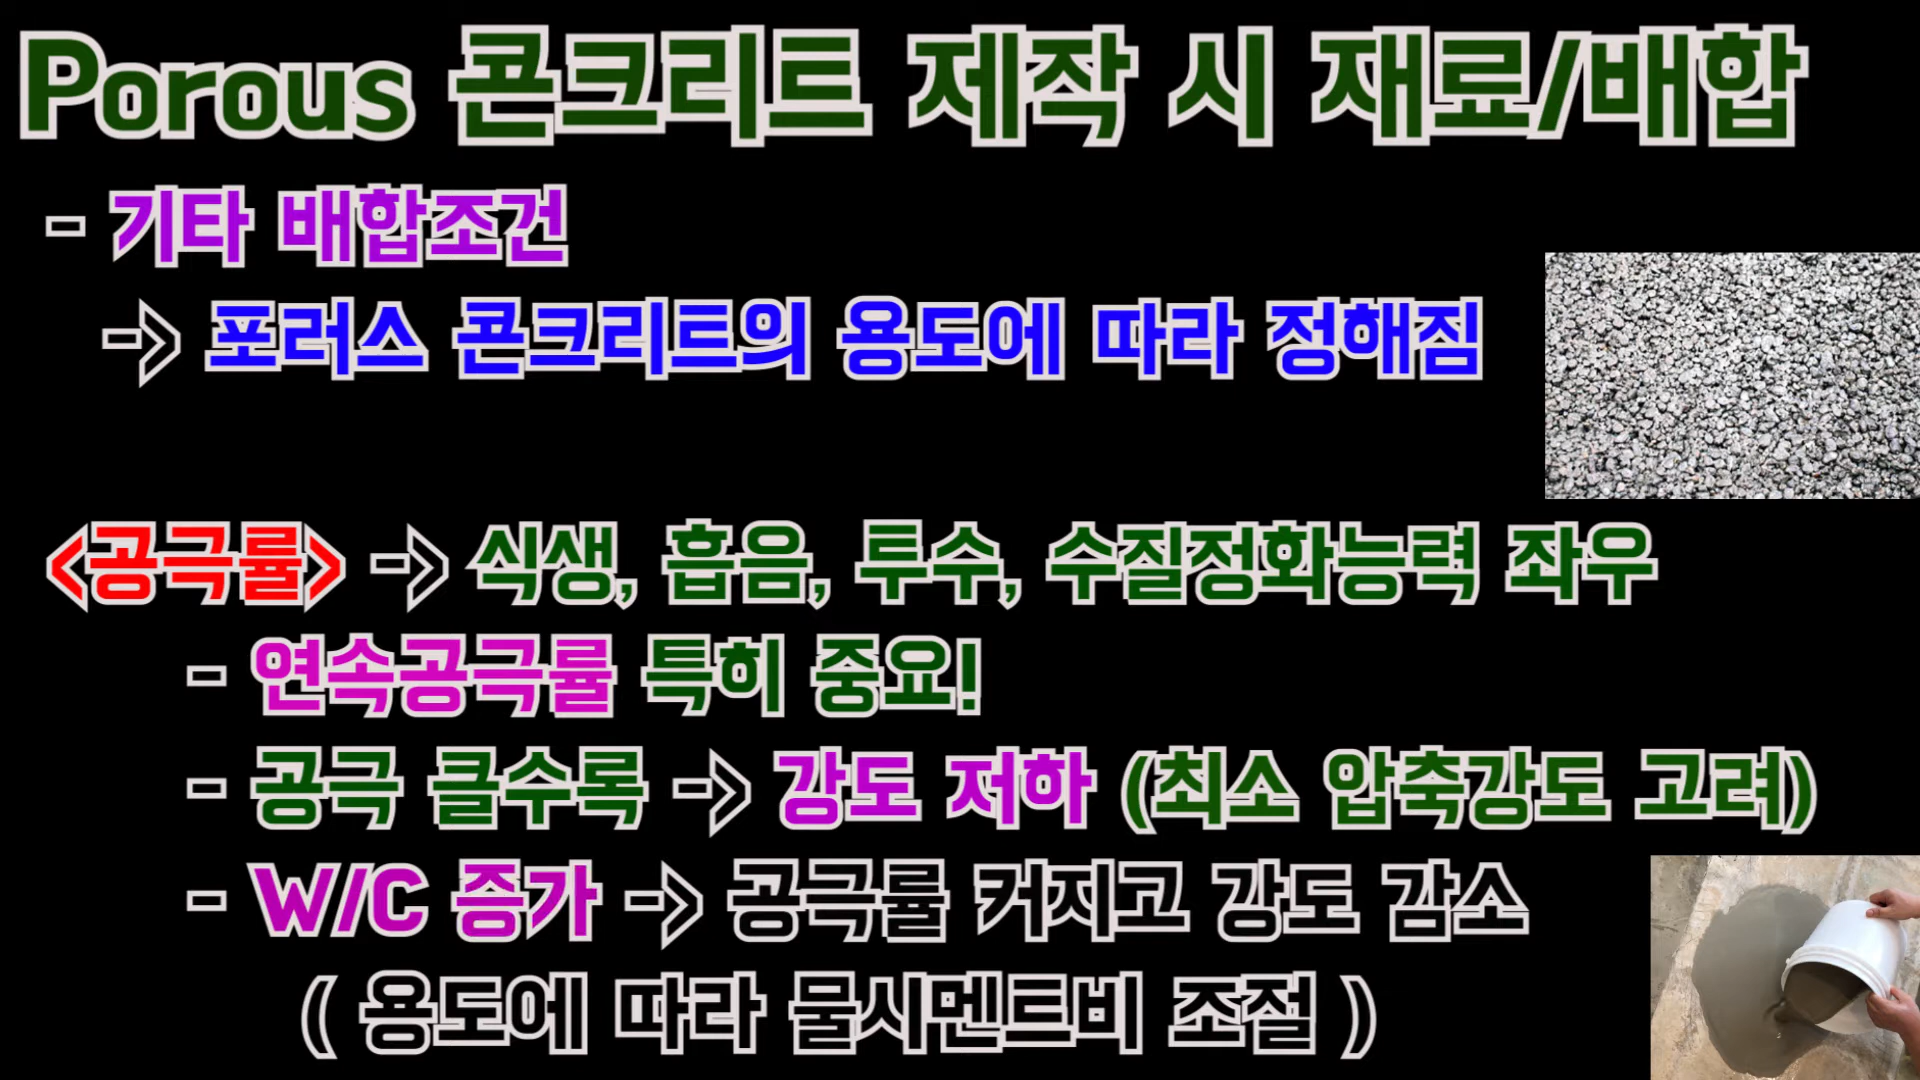 Porous 콘크리트 제작 시 재료/배합
- 기타 배합조건
-> 포러스 콘크리트의 용도에 따라 정해짐
<공극률> -> 식생, 흡음, 투수, 수질정화능력 좌우
- 연속공극률 특히 중요!
- 공극 클수록 -> 강도 저하 (최소 압축강도 고려)
- W/C 증가 -> 공극률 커지고 강도 감소
( 용도에 따라 물시멘트비 조절 )